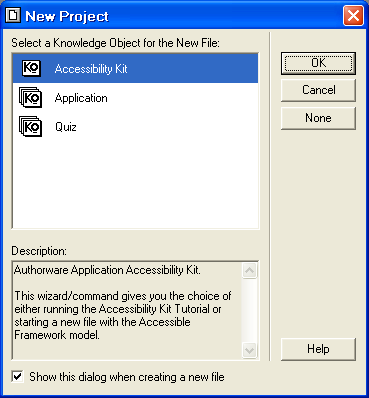 New Project
Select a Knowledge Object for the New File:
KO Accessibility Kit
KO Application
KO Quiz
OK
Cancel
None
Description:
Authorware Application Accessibility Kit.
This wizard/command gives you the choice of
either running the Accessibility Kit Tutorial or
starting a new file with the Accessible
Framework model.
Help
Show this dialog when creating a new file